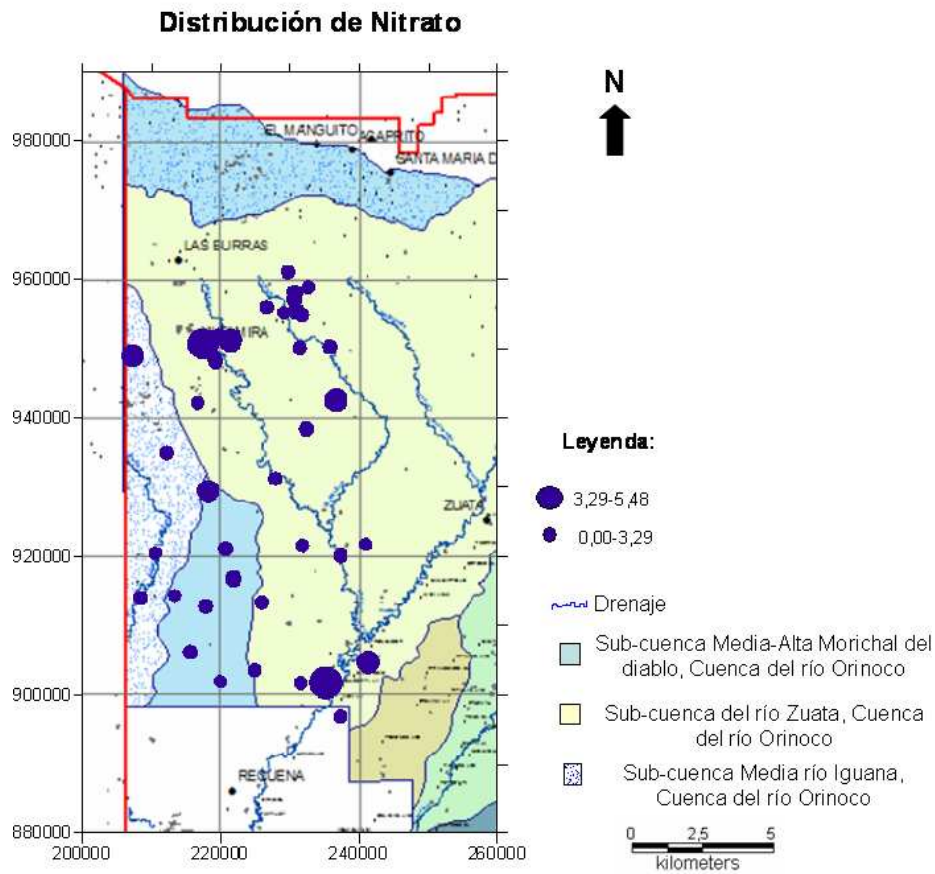 Distribución de Nitrato
N
980000
960000
940000
920000
900000
880000
200000
220000
240000
260000
EL MANGUITO
AGAPRITO
SANTA MARIA D
LAS BURRAS
ZUATA
Leyenda:
3,29-5,48
0,00-3,29
Drenaje
Sub-cuenca Media-Alta Morichal del
diablo, Cuenca del río Orinoco
Sub-cuenca del río Zuata, Cuenca
del río Orinoco
Sub-cuenca Media río Iguana,
Cuenca del río Orinoco
0 2,5 5
kilometers